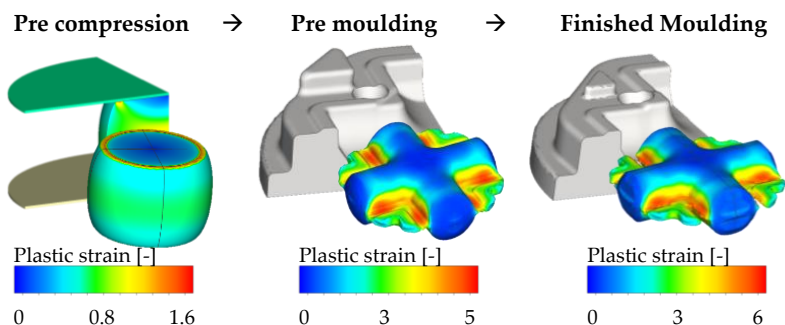 Pre compression → Pre moulding → Finished Moulding
Plastic strain [-] Plastic strain [-] Plastic strain [-]
0 0.8 1.6 0 3 5 0 3 6